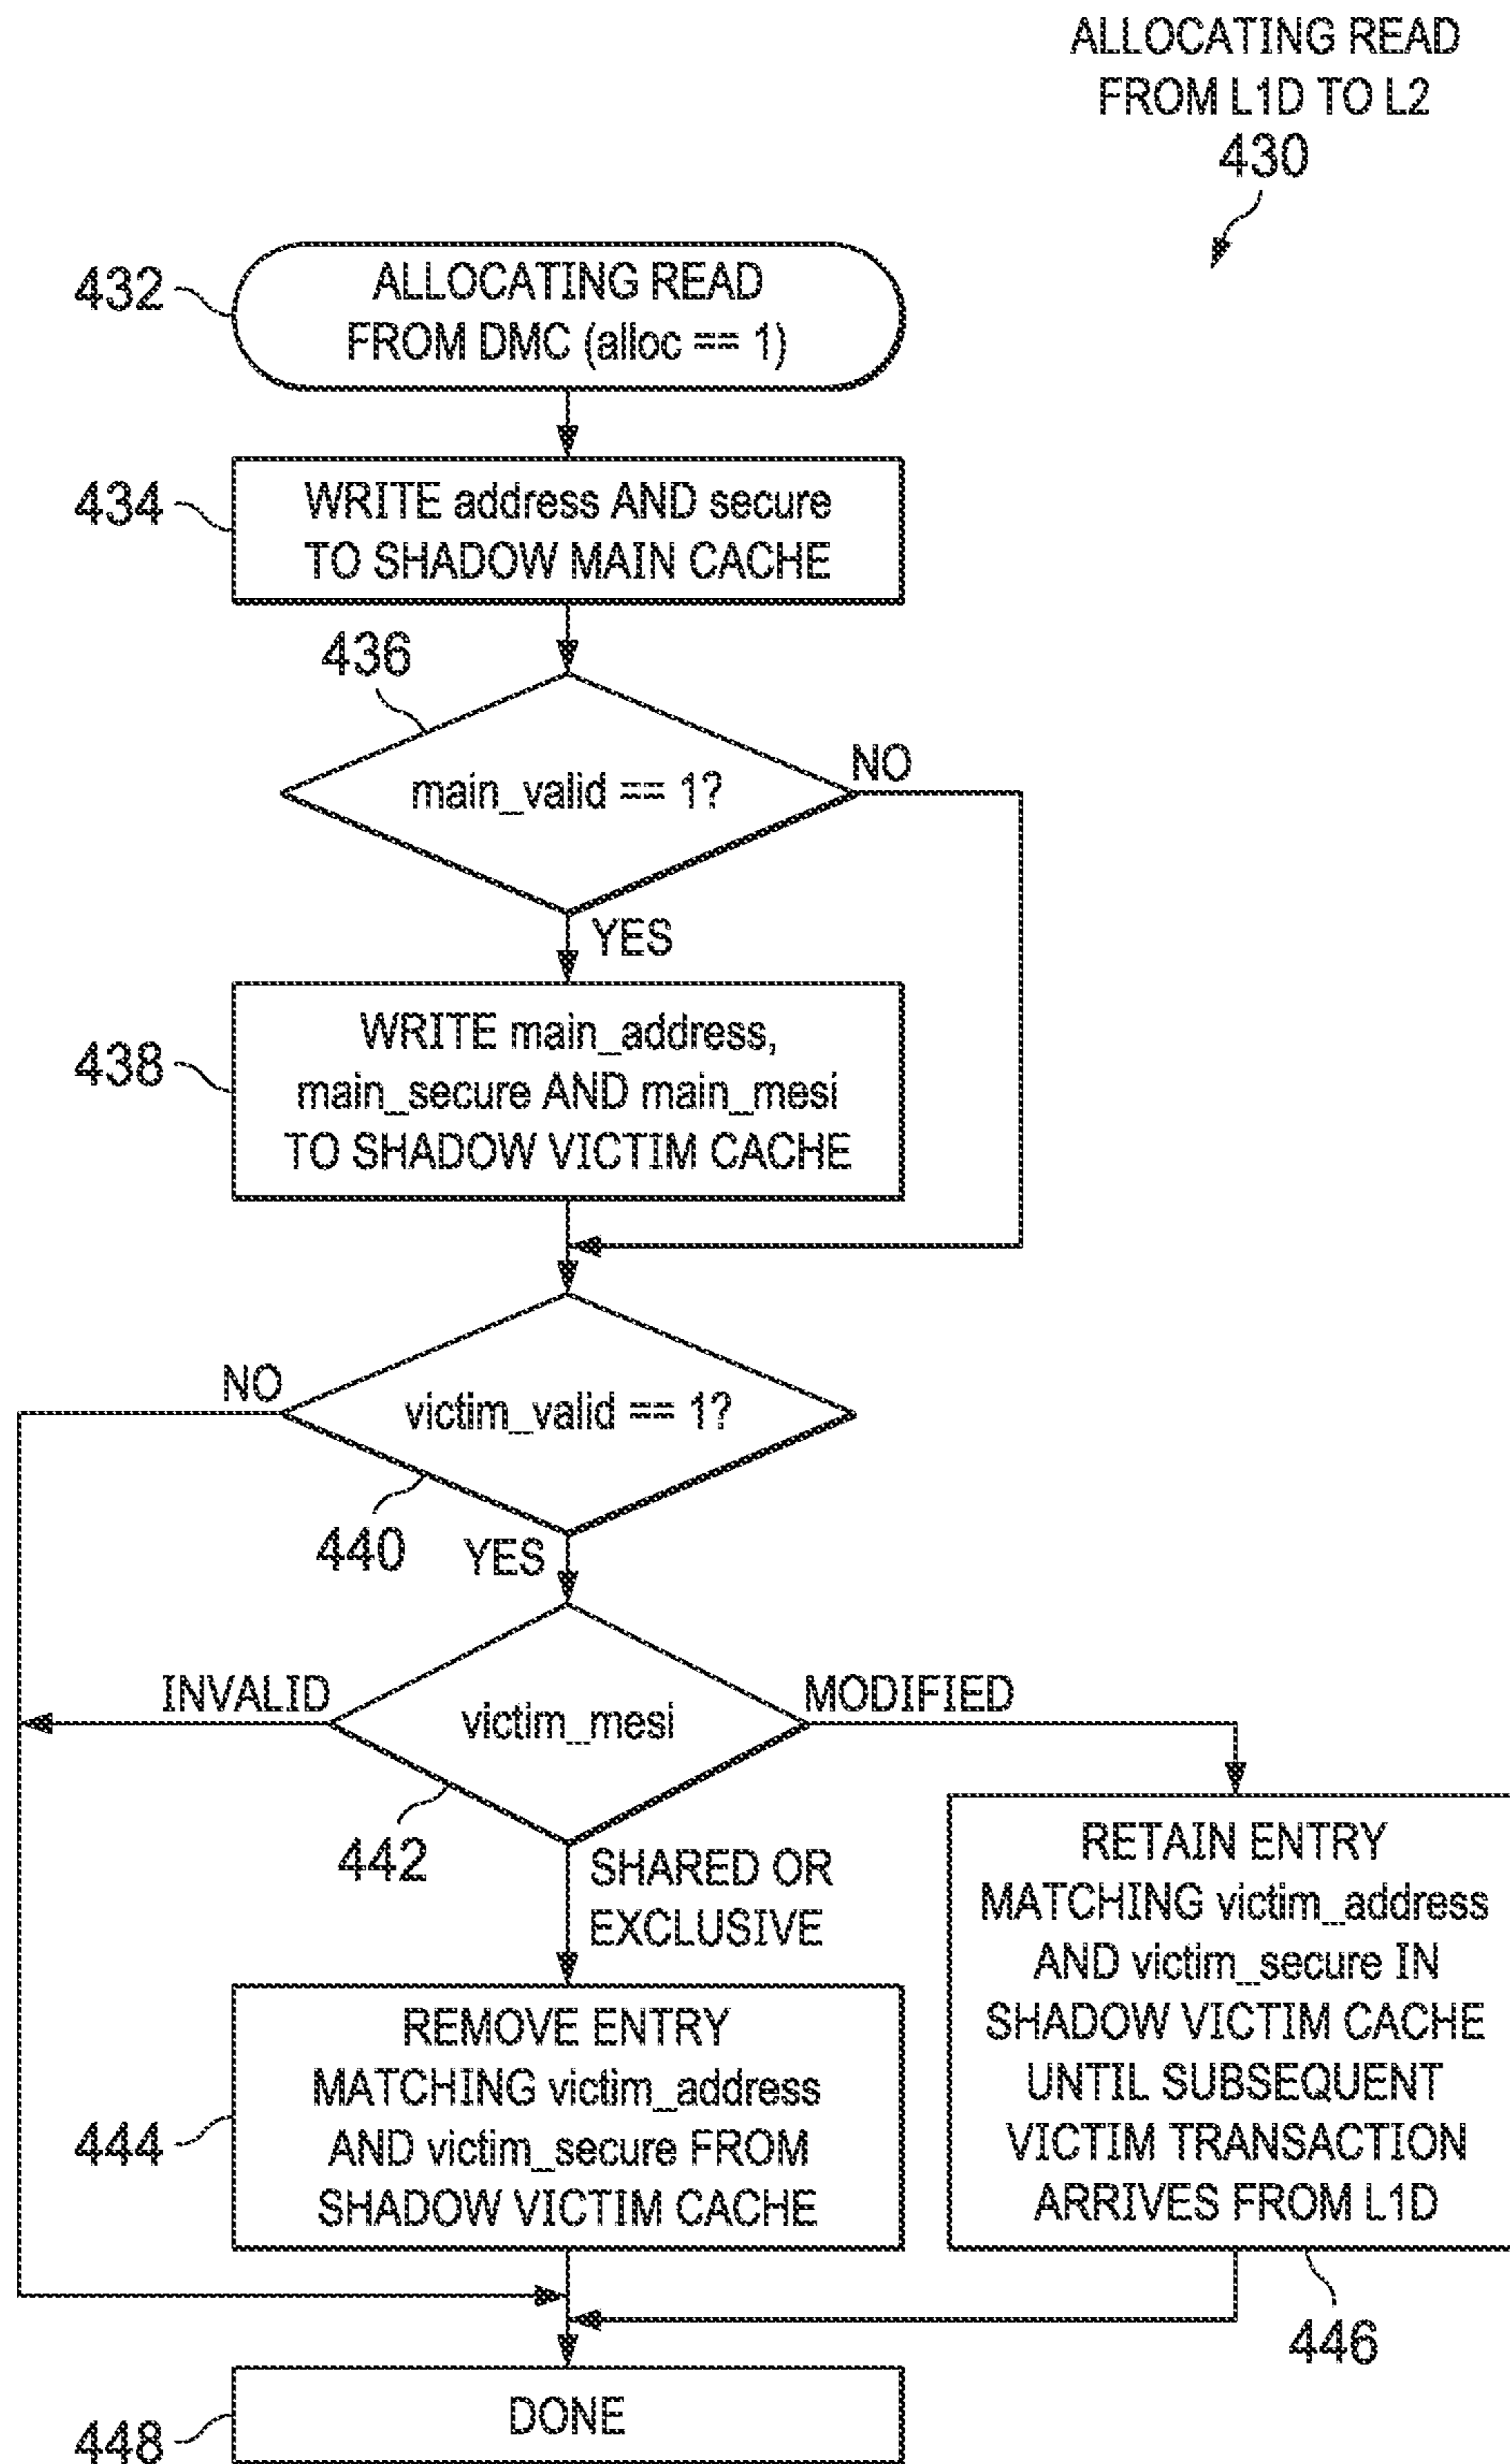 ALLOCATING READ
FROM L1D TO L2
430
432
ALLOCATING READ
FROM DMC (alloc == 1)
434
WRITE address AND secure
TO SHADOW MAIN CACHE
436
main_valid == 1?
NO
YES
438
WRITE main_address,
main_secure AND main_mesi
TO SHADOW VICTIM CACHE
NO
victim_valid == 1?
440
YES
INVALID
victim_mesi
MODIFIED
442
SHARED OR
EXCLUSIVE
444
REMOVE ENTRY
MATCHING victim_address
AND victim_secure FROM
SHADOW VICTIM CACHE
RETAIN ENTRY
MATCHING victim_address
AND victim_secure IN
SHADOW VICTIM CACHE
UNTIL SUBSEQUENT
VICTIM TRANSACTION
ARRIVES FROM L1D
446
448
DONE